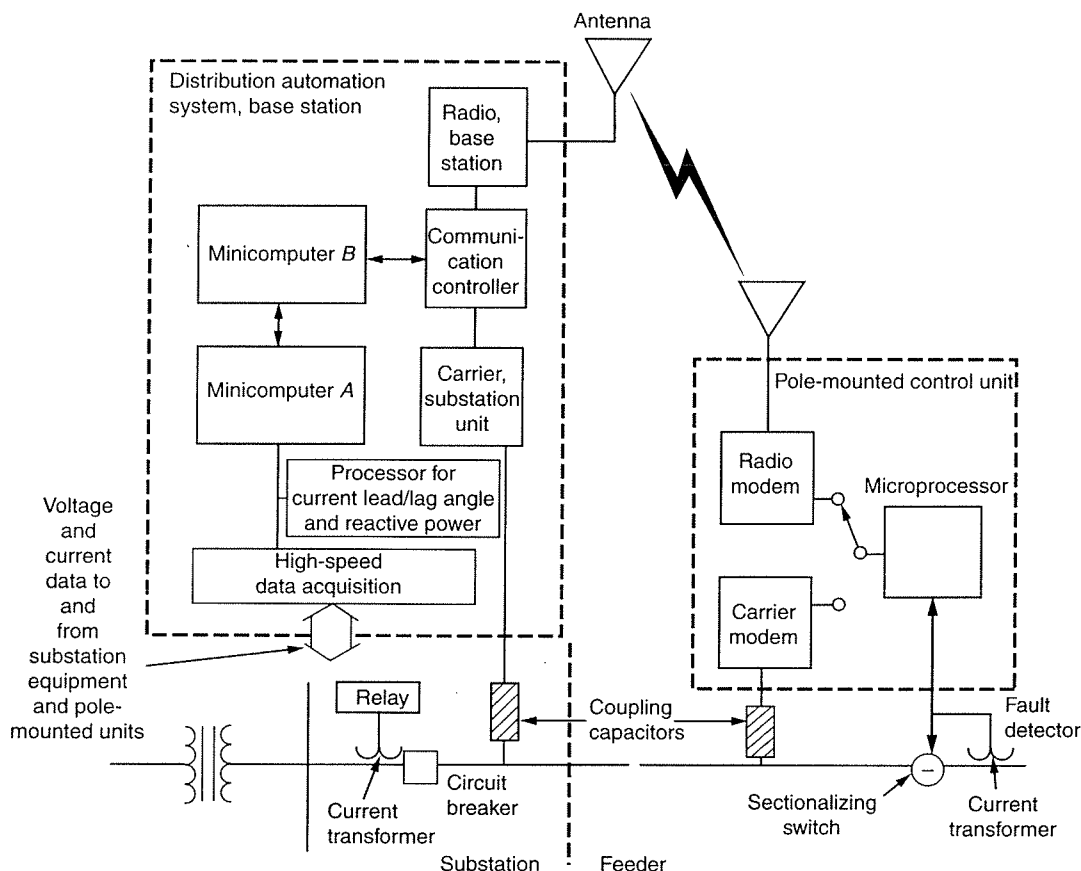 Antenna
Distribution automation
system, base station
Radio,
base
station
Minicomputer B
Communi-
cation
controller
Minicomputer A
Carrier,
substation
unit
Processor for
current lead/lag angle
and reactive power
High-speed
data acquisition
Voltage
and
current
data to
and
from
substation
equipment
and pole-
mounted units
Pole-mounted control unit
Radio
modem
Microprocessor
Carrier
modem
Relay
Coupling
capacitors
Fault
detector
Circuit
breaker
Current
transformer
Sectionalizing
switch
Current
transformer
Substation
Feeder